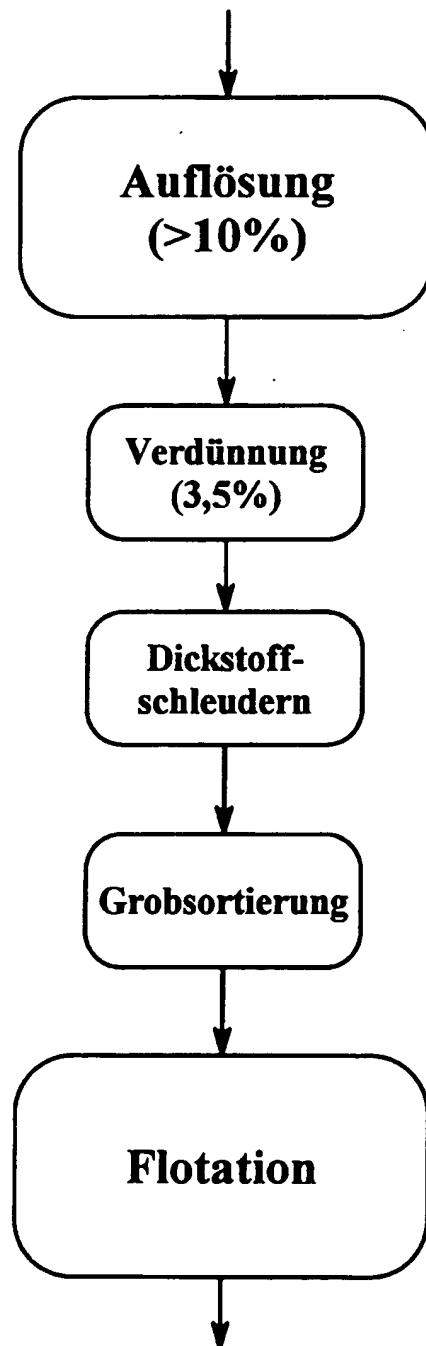 Auflösung
(>10%)
Verdünnung
(3,5%)
Dickstoff-
schleudern
Grobsortierung
Flotation